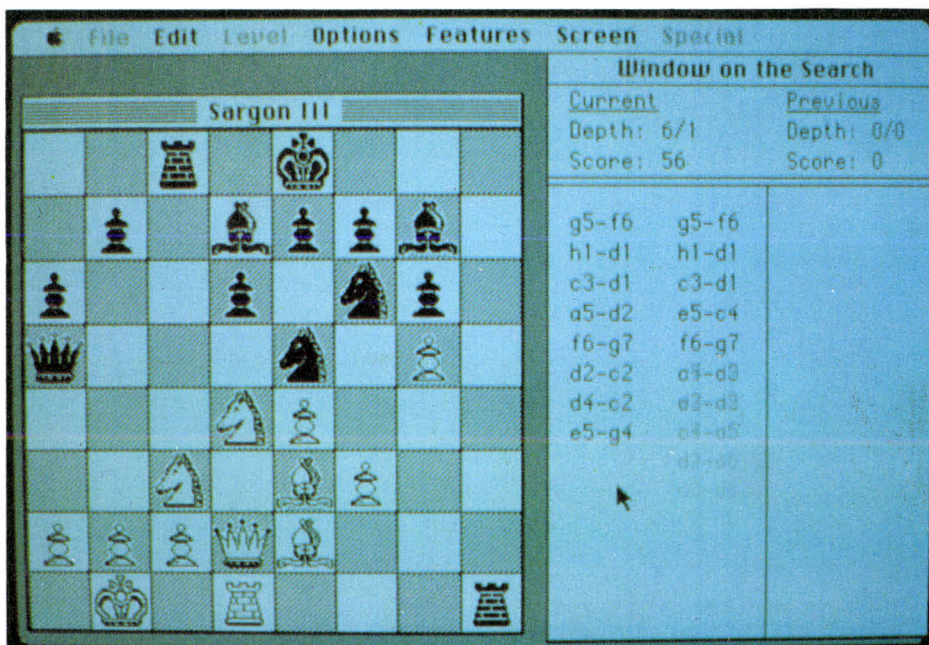 File Edit Level Options Features Screen Special
Sargon III
Window on the Search
Current Previous
Depth: 6/1 Depth: 0/0
Score: 56 Score: 0
g5-f6 g5-f6
h1-d1 h1-d1
c3-d1 c3-d1
a5-d2 e5-c4
f6-g7 f6-g7
d2-c2
d4-c2
e5-g4